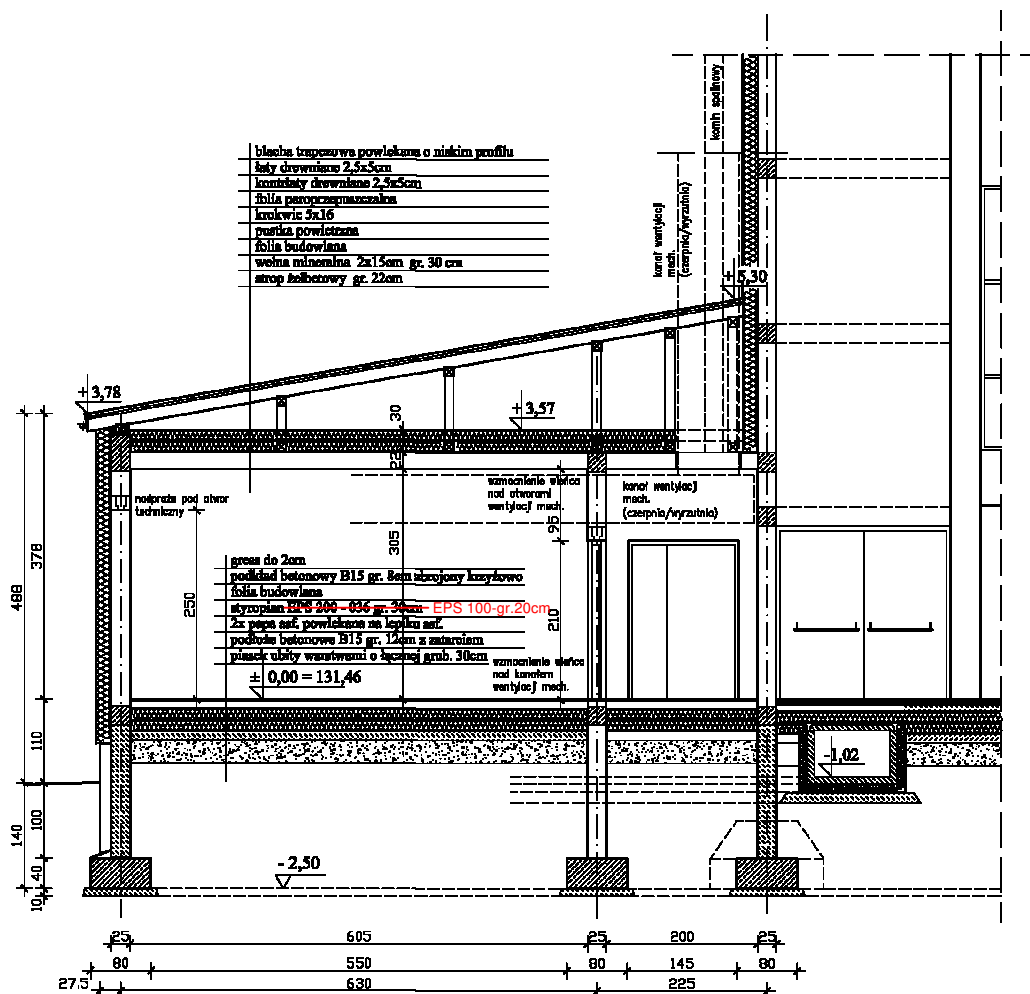 komin spalinowy
blacha trapezowa powlekana o niskim profilu
łaty drewniane 2,5x5cm
kontrłaty drewniane 2,5x5cm
folia paroprzepuszczalna
krokwie 5x16
pustka powietrzna
folia budowlana
wełna mineralna 2x15cm gr. 30 cm
strop żelbetowy gr. 22cm
kanał wentylacji
mech.
(czerpnia/wyrzutnia)
+ 5,30
+ 3,78
+ 3,57
30
22
nadproże pod otwor
techniczny
wzmocnienie wieńca
nad otworami
wentylacji mech.
kanał wentylacji
mech.
(czerpnia/wyrzutnia)
95
305
378
488
250
210
gres do 2cm
podkład betonowy B15 gr. 8cm zbrojony krzyżowo
folia budowlana
styropian EPS 200 - 036 gr. 30cm EPS 100-gr.20cm
2x papa asf. powlekana na lepiku asf.
podłoże betonowe B15 gr. 12cm z zatarciem
piasek ubity warstwami o łącznej grub. 30cm
wzmocnienie wieńca
nad kanałem
wentylacji mech.
± 0,00 = 131,46
110
-1,02
100
140
40
10
- 2,50
25 605 25 200 25
80 550 80 145 80
27.5 630 225